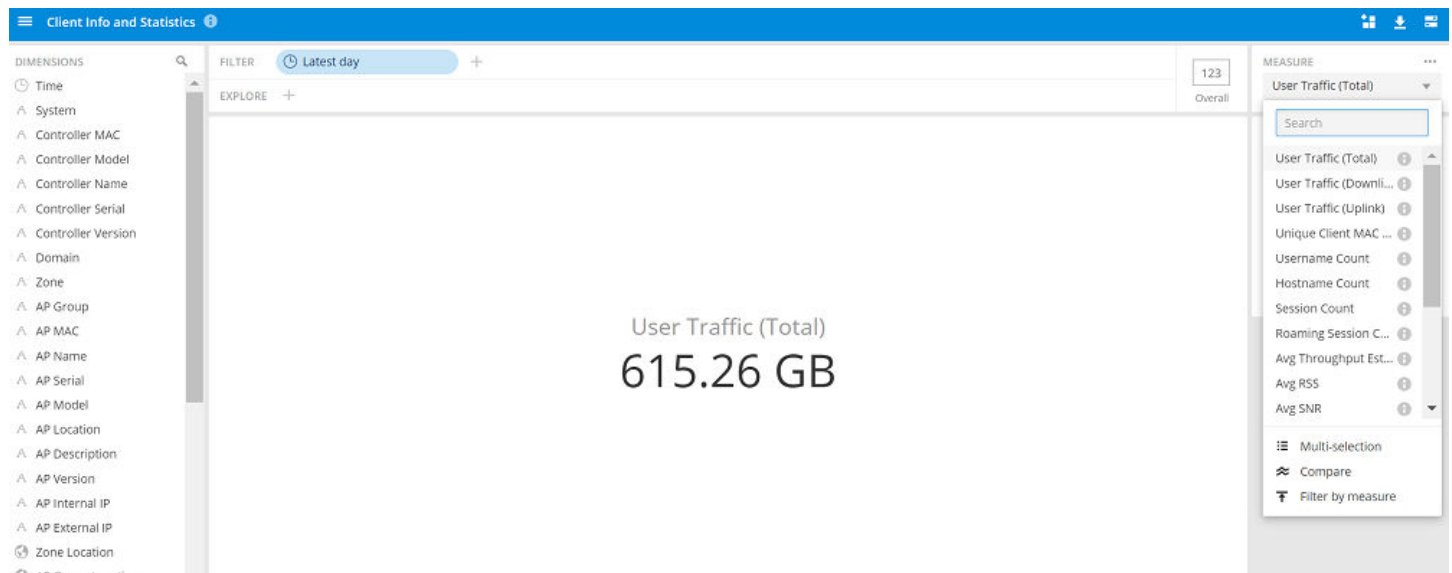 Client Info and Statistics
DIMENSIONS
Time
System
Controller MAC
Controller Model
Controller Name
Controller Serial
Controller Version
Domain
Zone
AP Group
AP MAC
AP Name
AP Serial
AP Model
AP Location
AP Description
AP Version
AP Internal IP
AP External IP
Zone Location
FILTER
Latest day
EXPLORE
123
Overall
User Traffic (Total)
615.26 GB
MEASURE
User Traffic (Total)
Search
User Traffic (Total)
User Traffic (Downli...
User Traffic (Uplink)
Unique Client MAC ...
Username Count
Hostname Count
Session Count
Roaming Session C...
Avg Throughput Est...
Avg RSS
Avg SNR
Multi-selection
Compare
Filter by measure